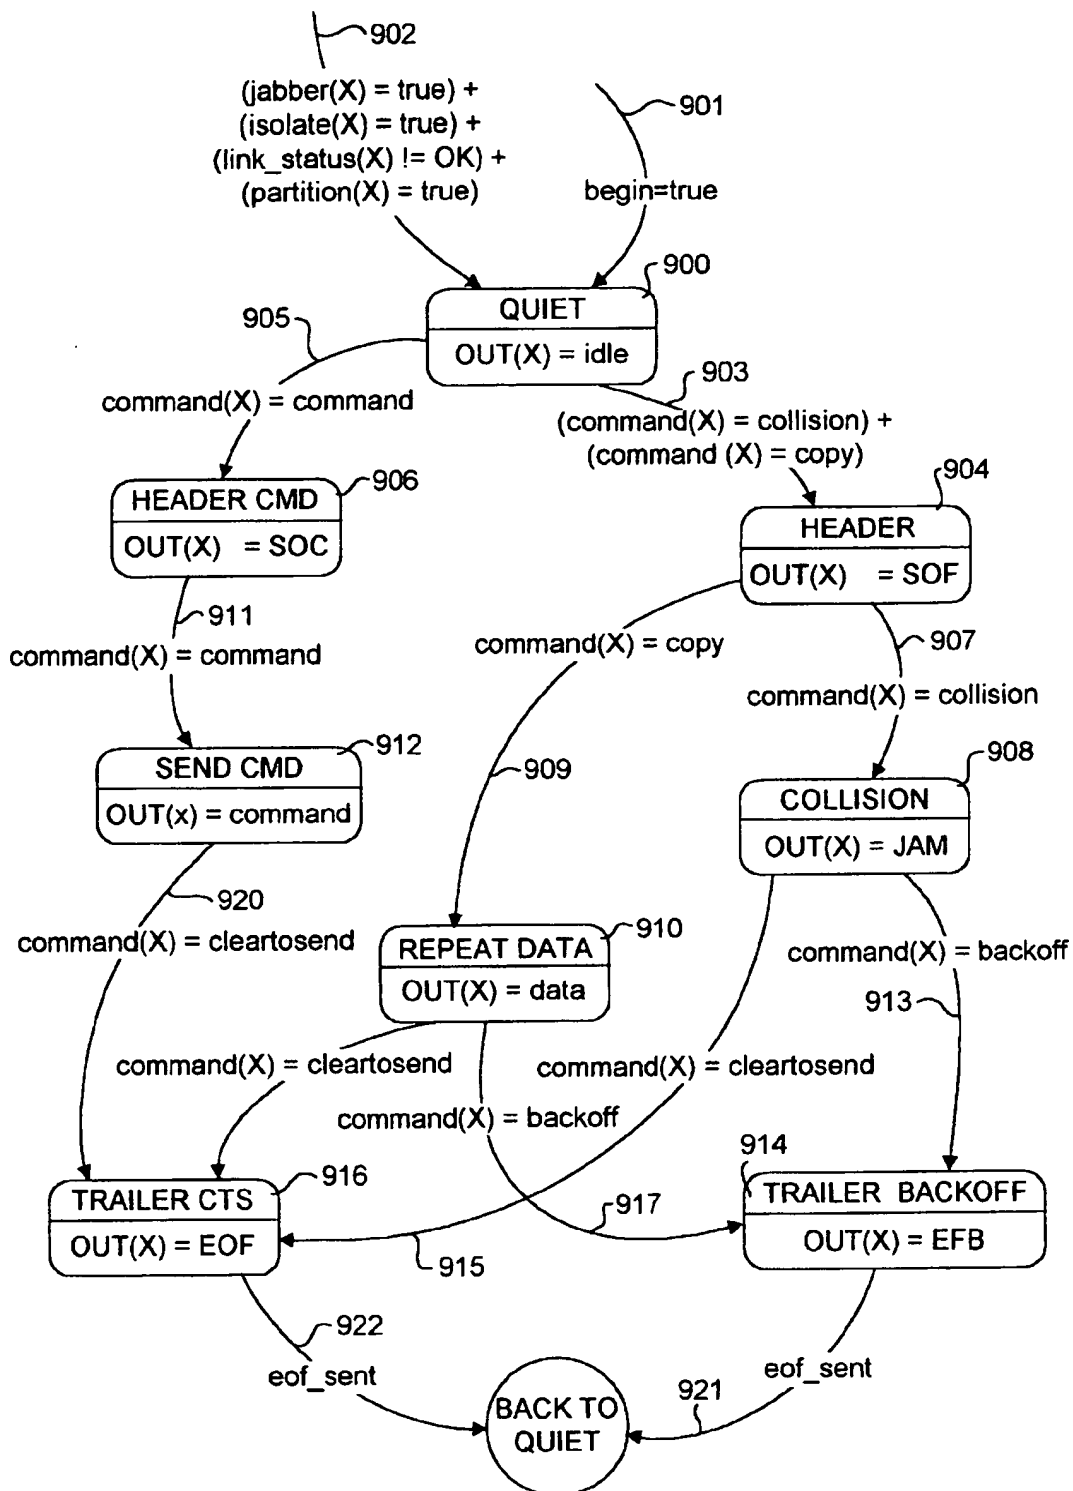 902
(jabber(X) = true) +
(isolate(X) = true) +
(link_status(X) != OK) +
(partition(X) = true)
901
begin=true
900
QUIET
OUT(X) = idle
905
command(X) = command
903
(command(X) = collision) +
(command (X) = copy)
906
HEADER CMD
OUT(X) = SOC
904
HEADER
OUT(X) = SOF
911
command(X) = command
command(X) = copy
907
command(X) = collision
912
SEND CMD
OUT(x) = command
909
908
COLLISION
OUT(X) = JAM
920
command(X) = cleartosend
910
REPEAT DATA
OUT(X) = data
command(X) = backoff
913
command(X) = cleartosend
command(X) = cleartosend
command(X) = backoff
916
TRAILER CTS
OUT(X) = EOF
914
TRAILER BACKOFF
OUT(X) = EFB
917
915
922
eof_sent
BACK TO
QUIET
eof_sent
921